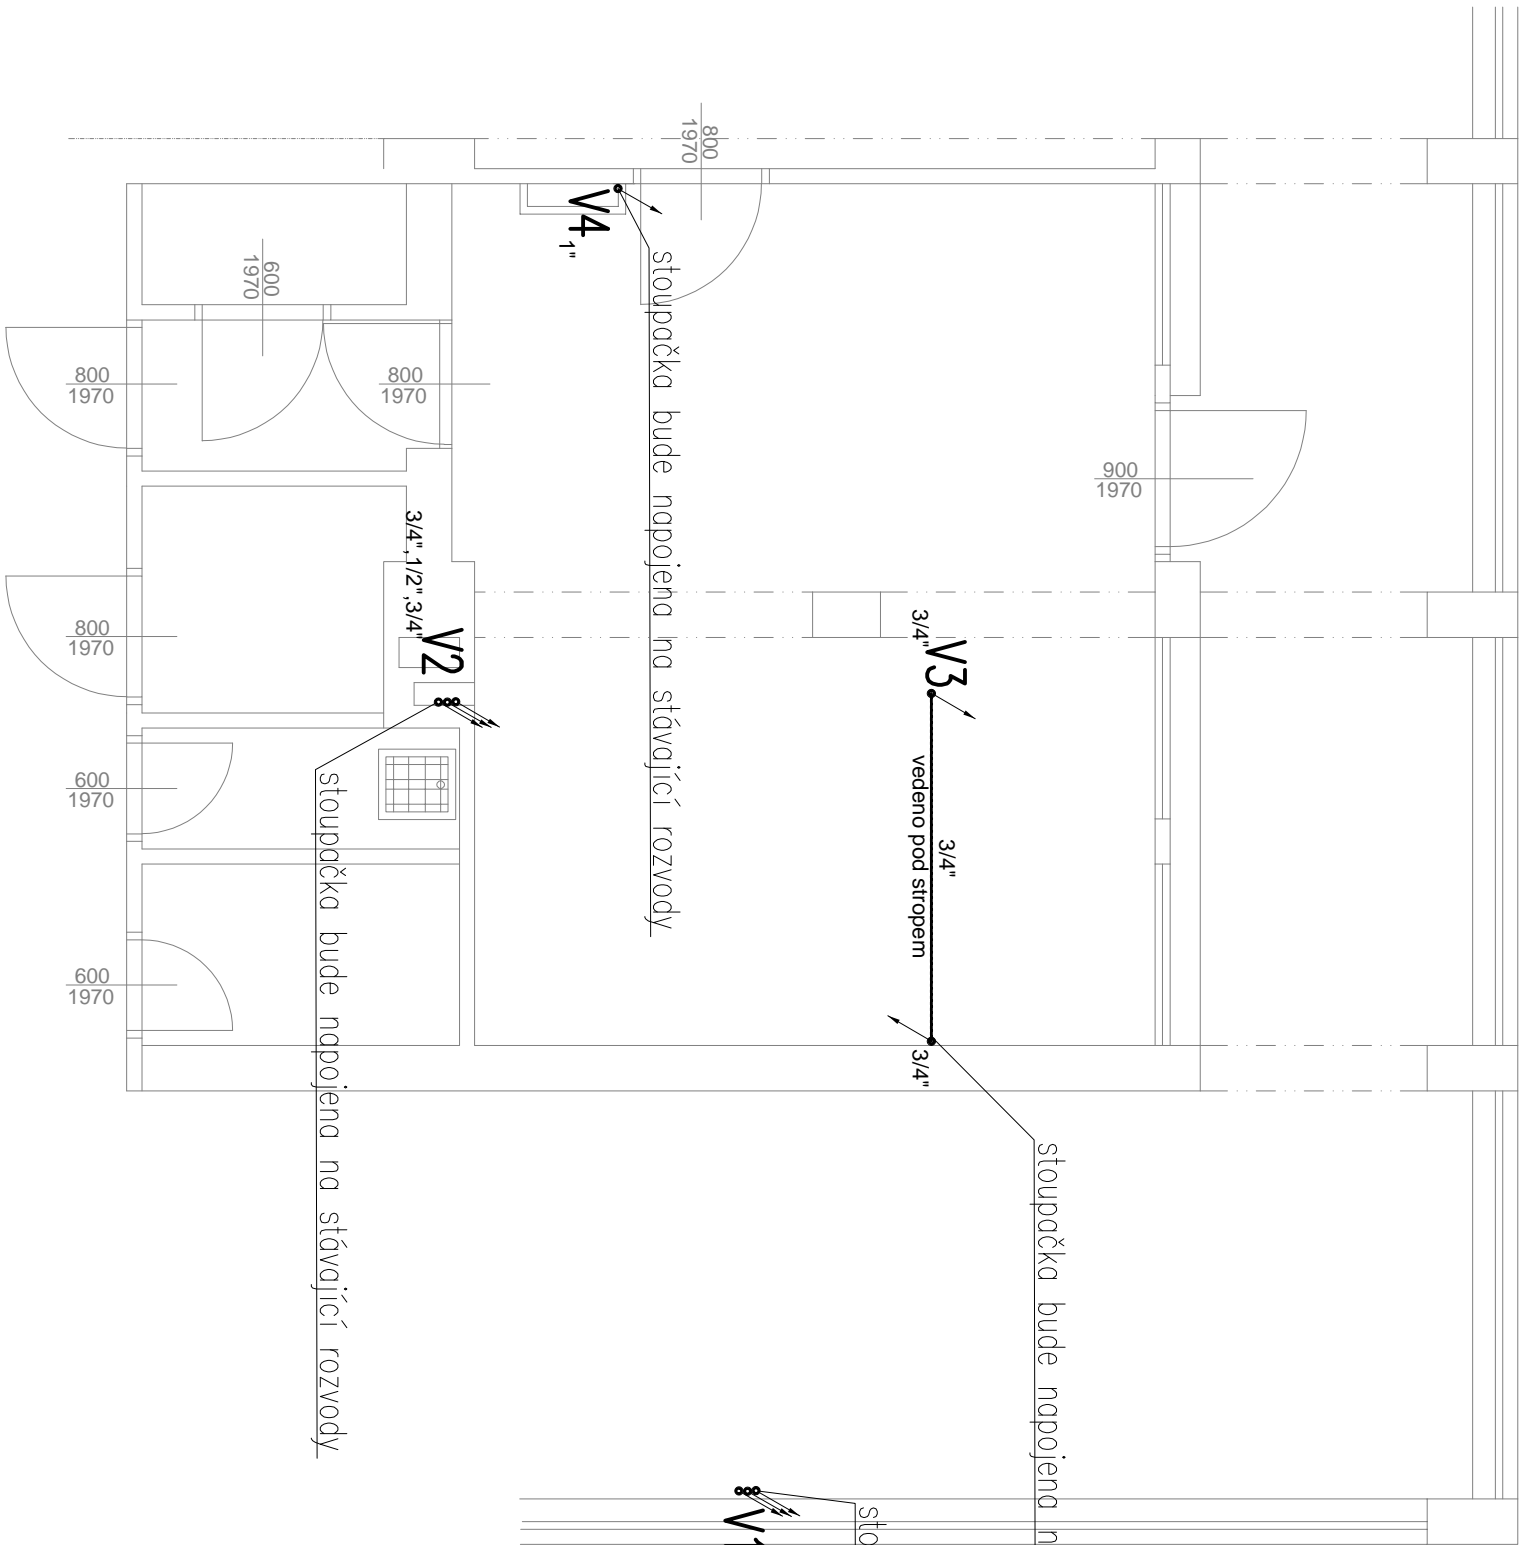 800
1970
V4
1"
stoupačka bude napojena na stávající rozvody
600
1970
800
1970
800
1970
900
1970
3/4",1/2",3/4"
V2
800
1970
3/4"
V3
vedeno pod stropem
3/4"
3/4"
600
1970
stoupačka bude napojena na stávající rozvody
600
1970
stoupačka bude napojena n
sto
V1